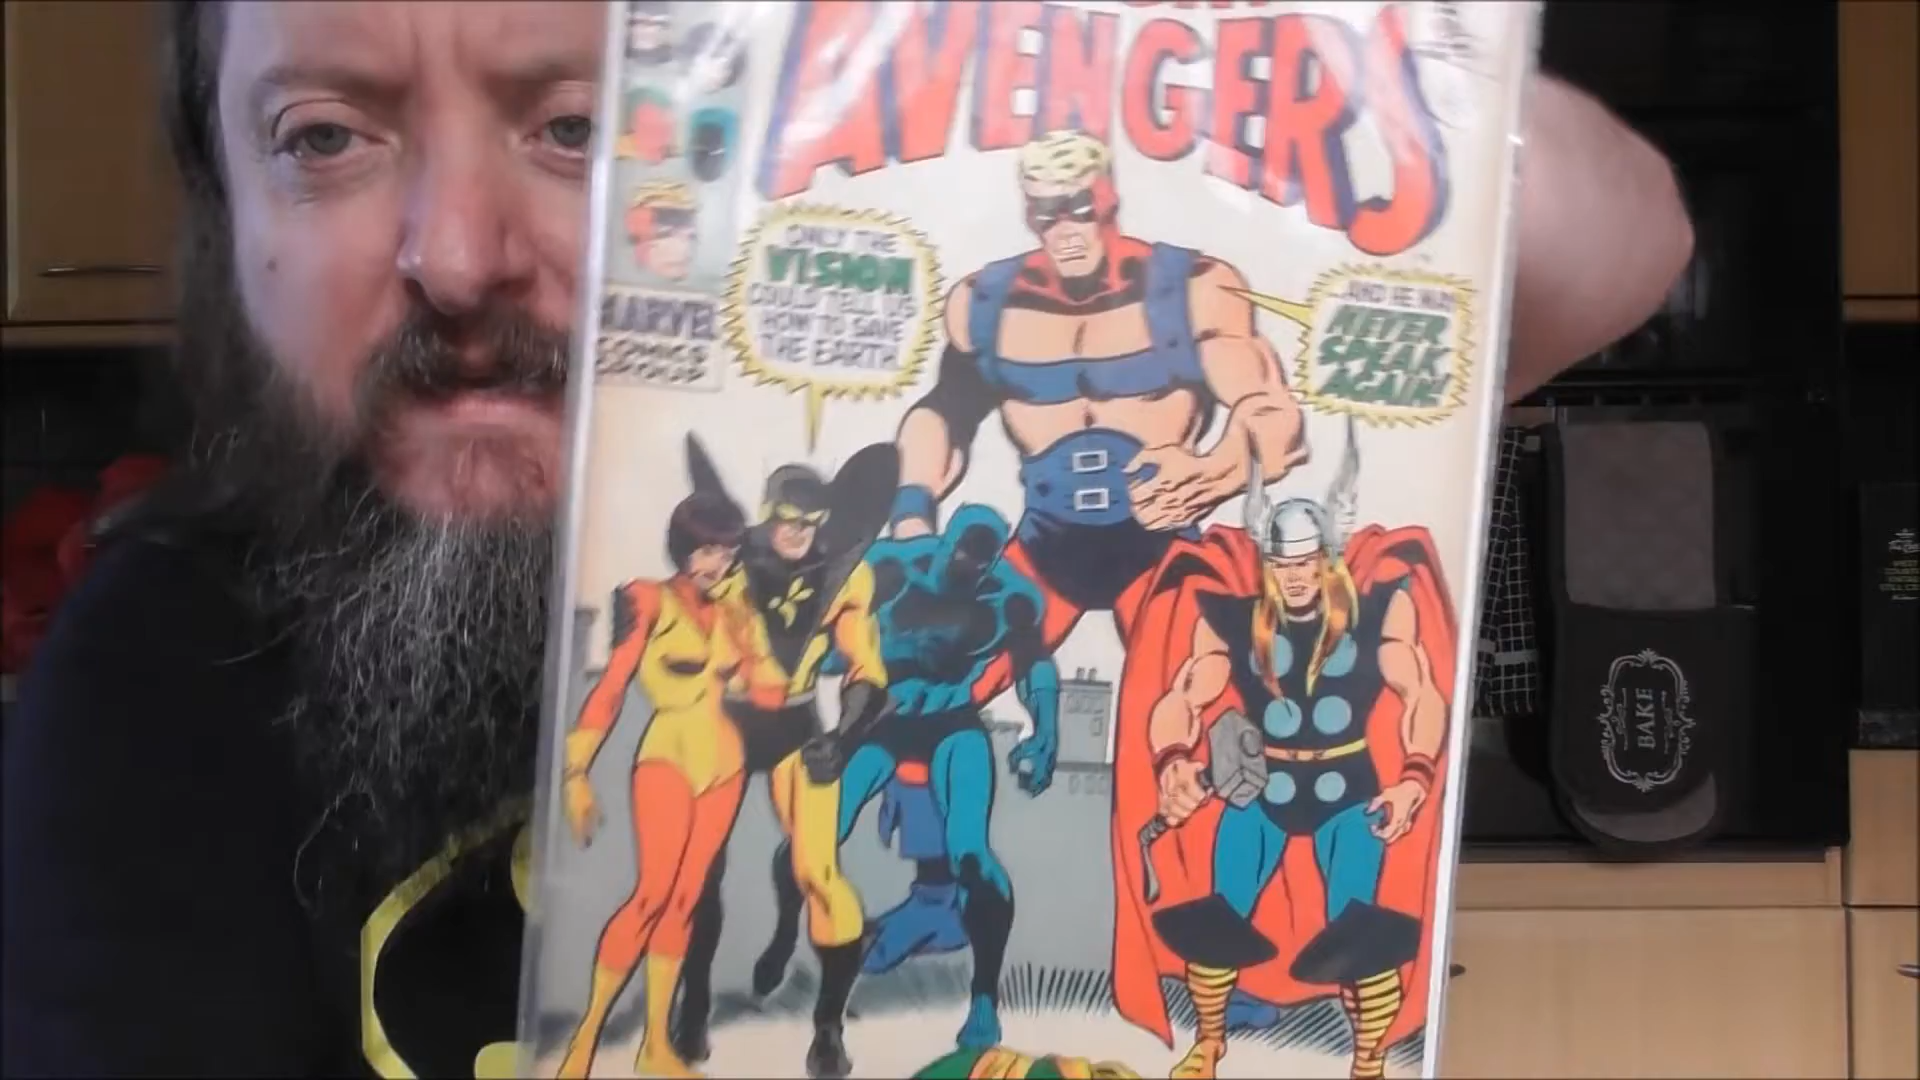 AVENGERS
ONLY THE
VISION
COULD TELL US
HOW TO SAVE
THE EARTH
...AND HE MAY
NEVER
SPEAK
AGAIN!
MARVEL
COMICS
GROUP
BAKE